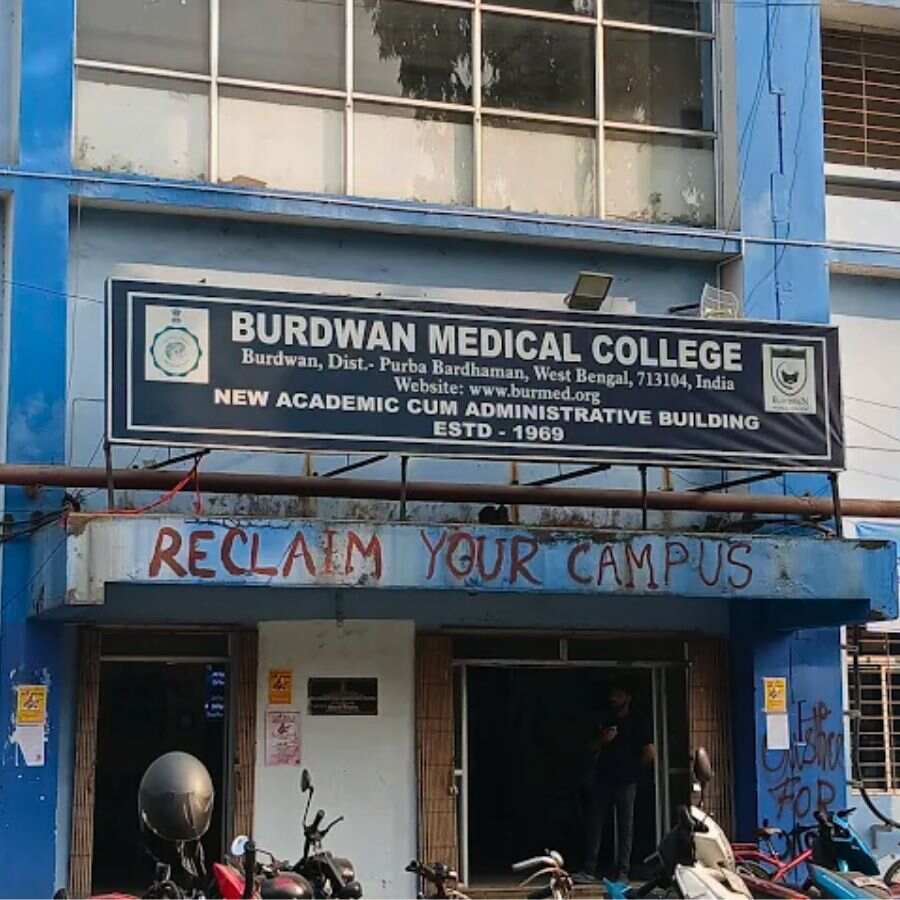 BURDWAN MEDICAL COLLEGE
Burdwan, Dist.- Purba Bardhaman, West Bengal, 713104, India
Website: www.burmed.org
NEW ACADEMIC CUM ADMINISTRATIVE BUILDING
ESTD - 1969
RECLAIM YOUR CAMPUS
FOR